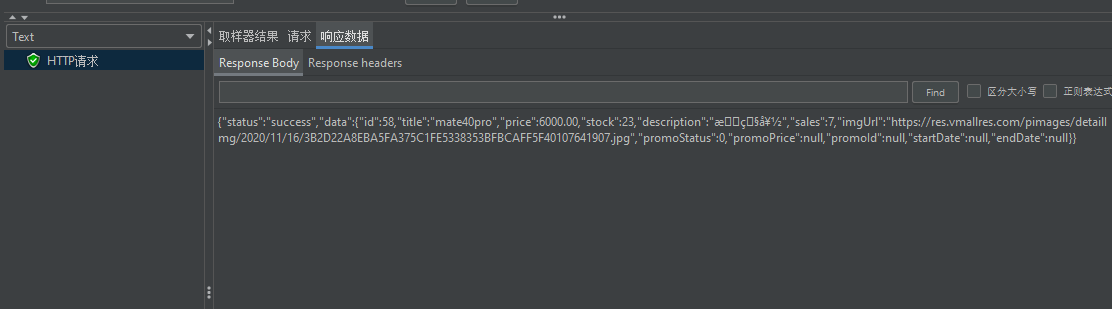 Text
HTTP请求
取样器结果 请求 响应数据
Response Body Response headers
Find 区分大小写 正则表达式
{"status":"success","data":{"id":58,"title":"mate40pro","price":6000.00,"stock":23,"description":"æ􀀀􀀀ç􀀀§å¥½","sales":7,"imgUrl":"https://res.vmallres.com/pimages/detailI
mg/2020/11/16/3B2D22A8EBA5FA375C1FE5338353BFBCAFF5F40107641907.jpg","promoStatus":0,"promoPrice":null,"promoId":null,"startDate":null,"endDate":null}}